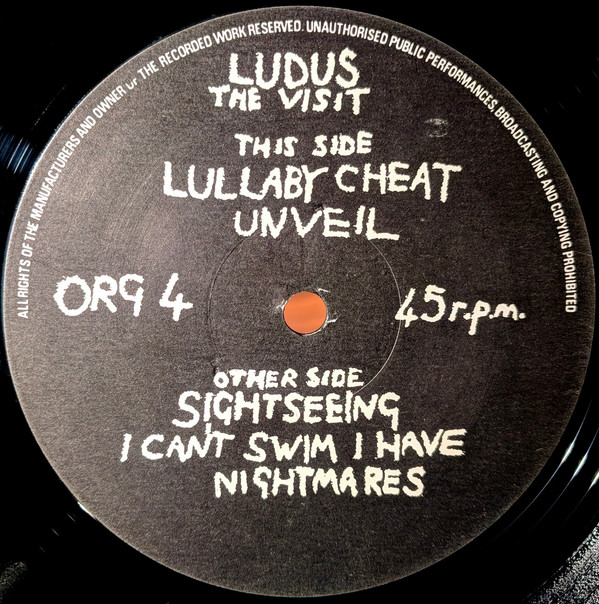 ALL RIGHTS OF THE MANUFACTURERS AND OWNER OF THE RECORDED WORK RESERVED. UNAUTHORISED PUBLIC PERFORMANCES, BROADCASTING AND COPYING PROHIBITED
LUDUS
THE VISIT
THIS SIDE
LULLABY CHEAT
UNVEIL
ORG 4
45 r.p.m.
OTHER SIDE
SIGHTSEEING
I CANT SWIM I HAVE
NIGHTMARES